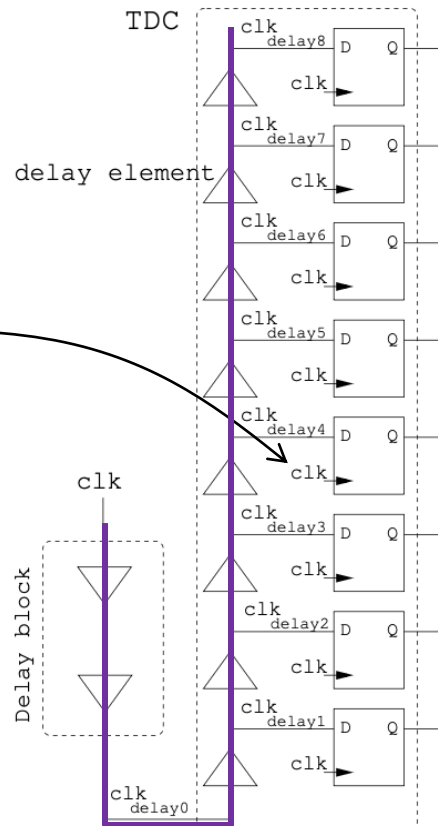 TDC
clk
delay8
D Q
clk
clk
delay7
D Q
delay element
clk
clk
delay6
D Q
clk
clk
delay5
D Q
clk
clk
delay4
D Q
clk
clk
clk
delay3
D Q
clk
Delay block
clk
delay2
D Q
clk
clk
delay1
D Q
clk
clk
delay0